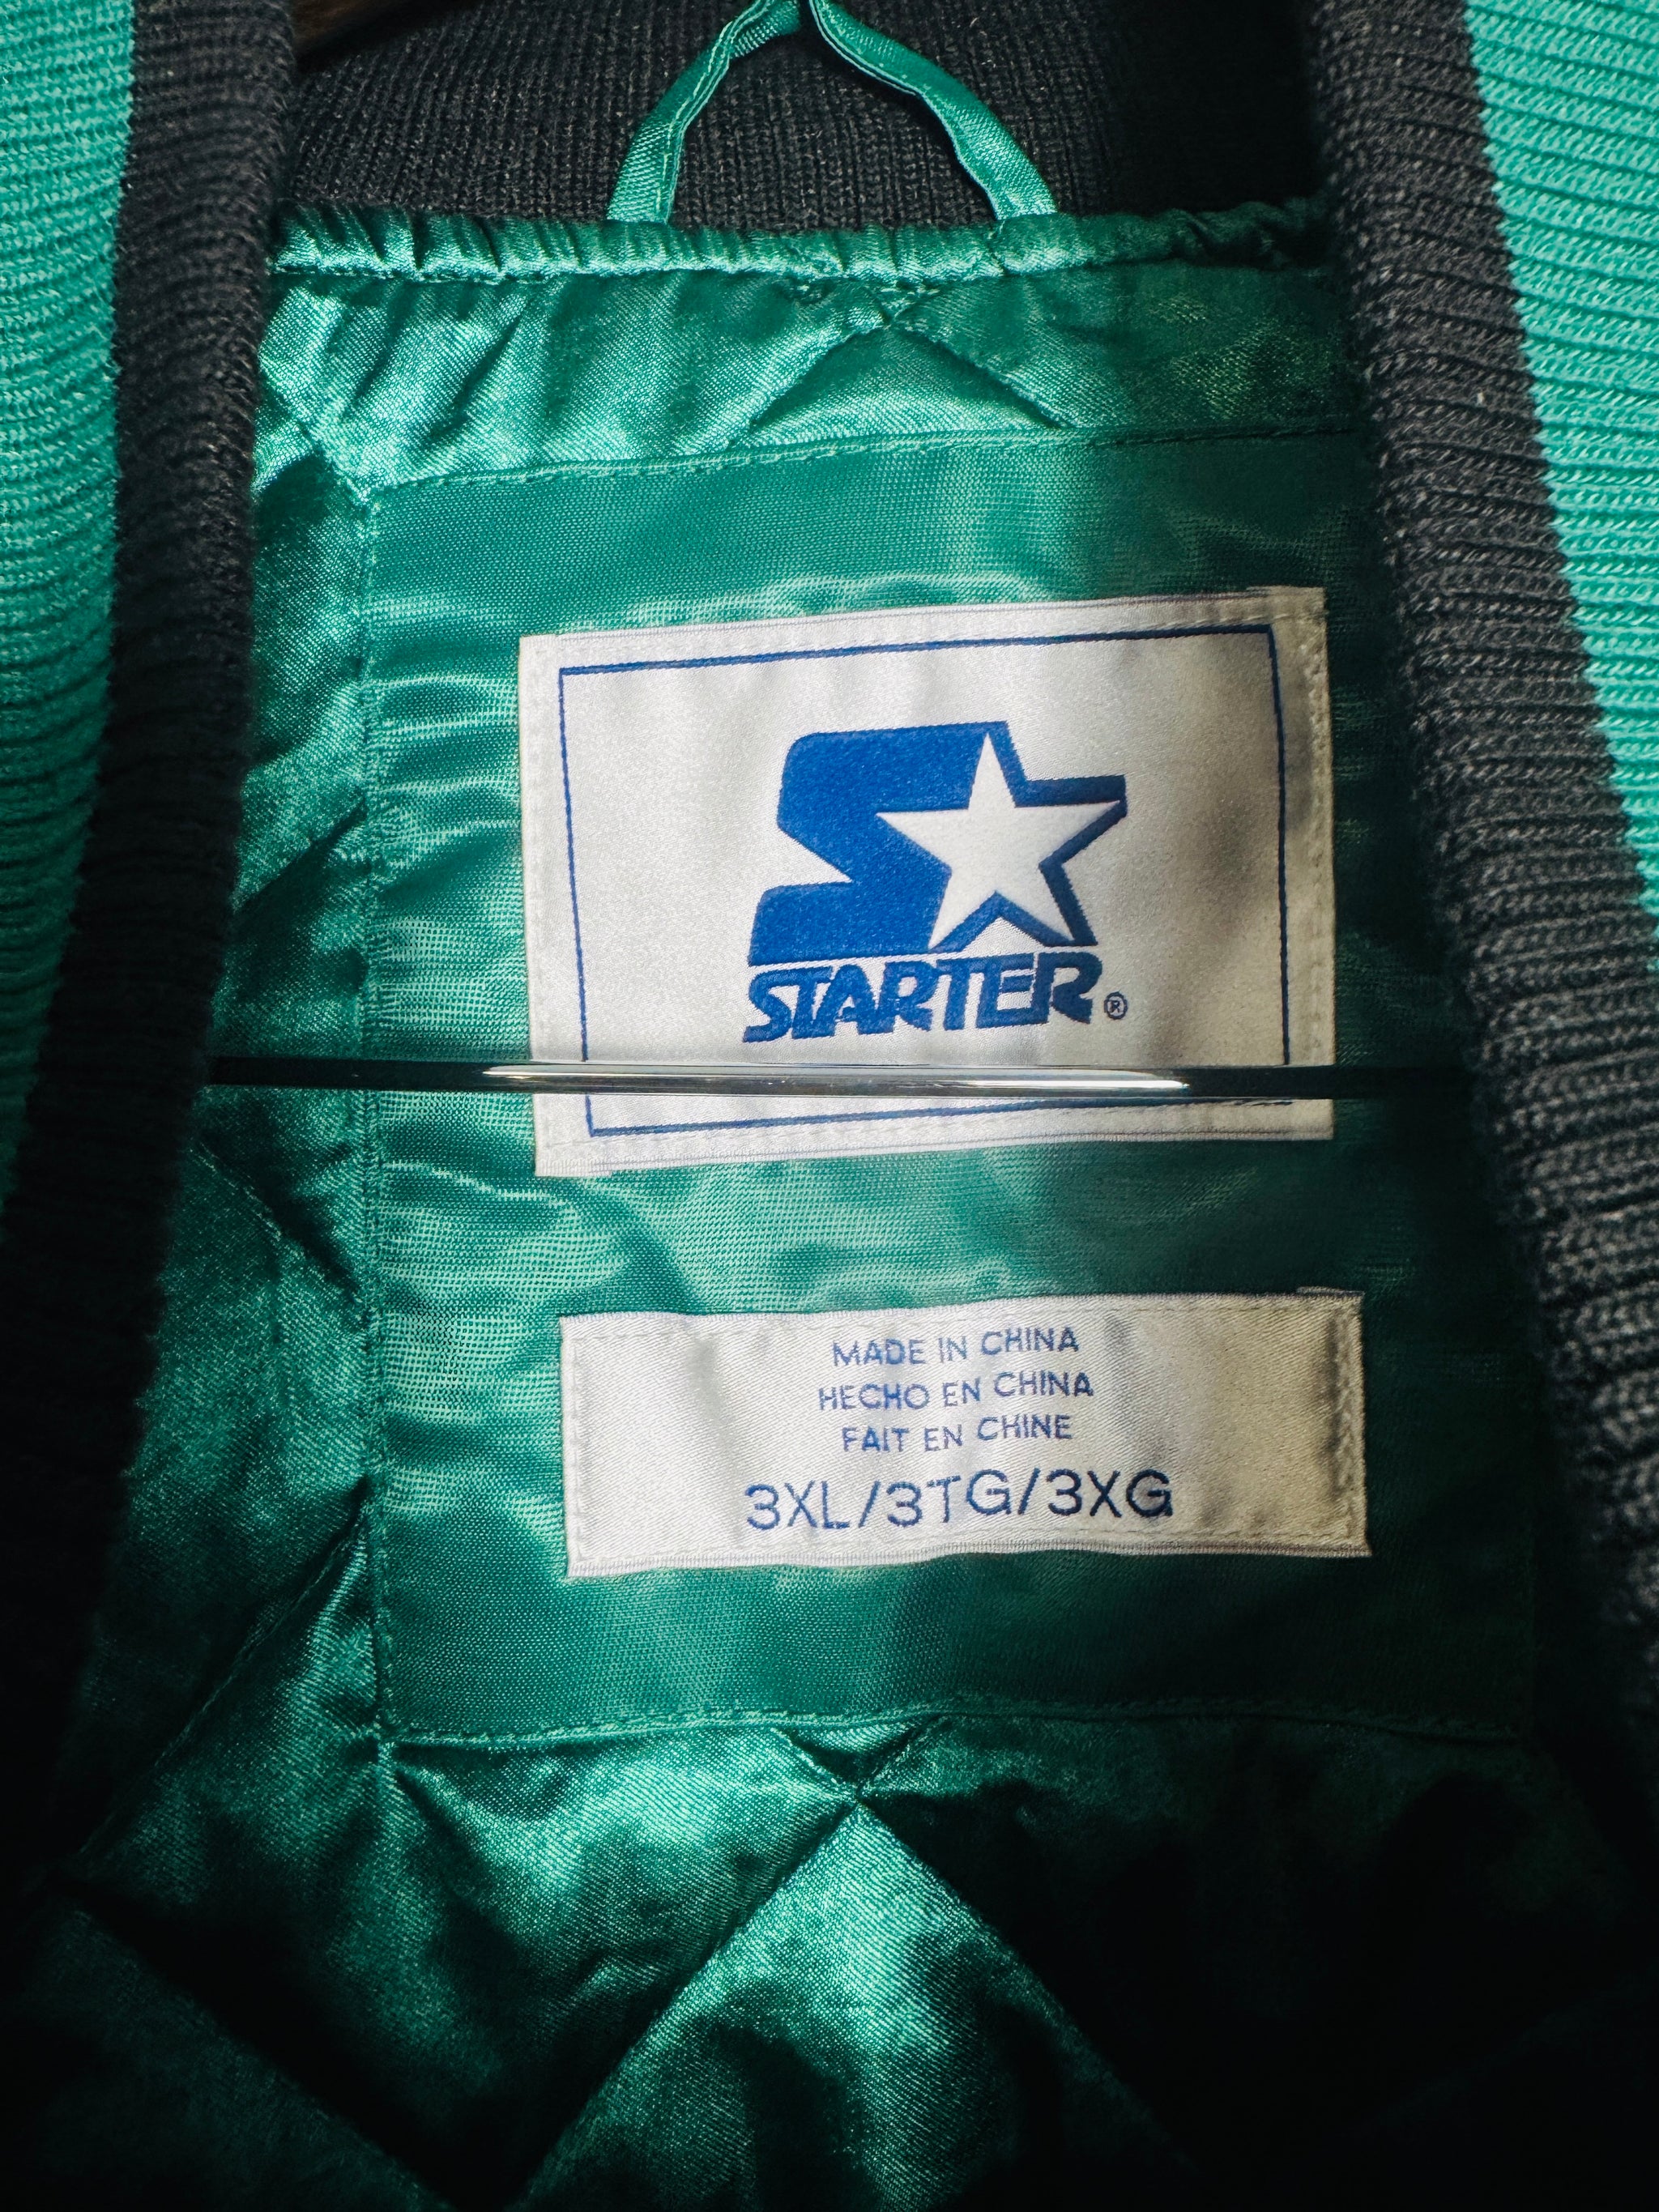 STARTER®
MADE IN CHINA
HECHO EN CHINA
FAIT EN CHINE
3XL/3TG/3XG